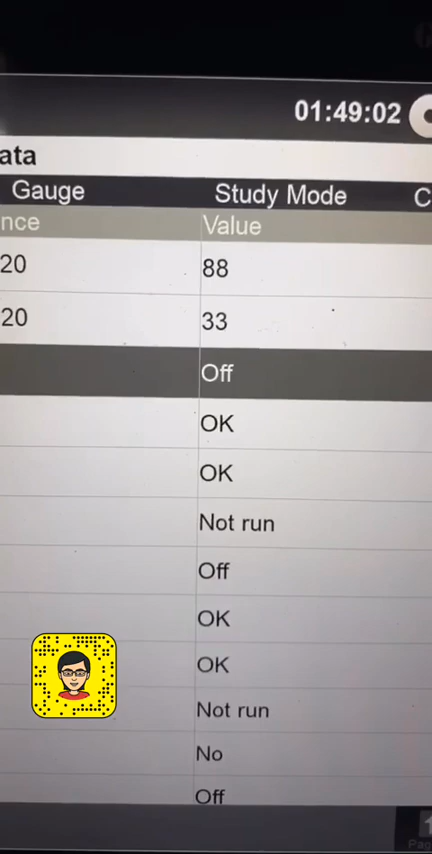 01:49:02
ata
Gauge Study Mode C
nce Value
20 88
20 33
Off
OK
OK
Not run
Off
OK
OK
Not run
No
Off
Pag